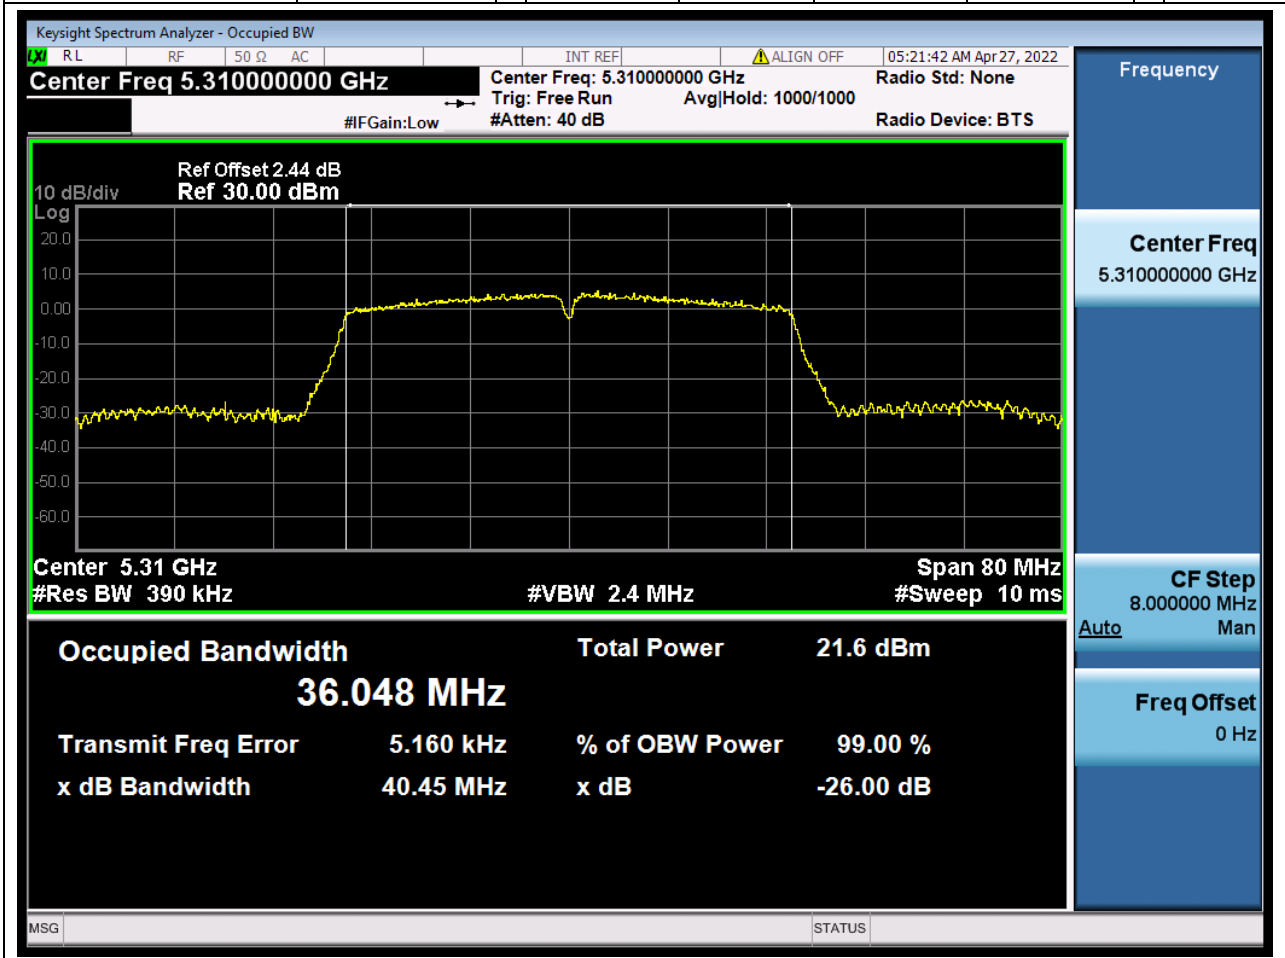 Keysight Spectrum Analyzer - Occupied BW
LXI RL RF 50 Ω AC INT REF ALIGN OFF 05:21:42 AM Apr 27, 2022
Center Freq 5.310000000 GHz
Center Freq: 5.310000000 GHz Radio Std: None
Trig: Free Run Avg|Hold: 1000/1000
#IFGain:Low #Atten: 40 dB Radio Device: BTS
Ref Offset 2.44 dB
10 dB/div Ref 30.00 dBm
Log
20.0
10.0
0.00
-10.0
-20.0
-30.0
-40.0
-50.0
-60.0
Center 5.31 GHz Span 80 MHz
#Res BW 390 kHz #VBW 2.4 MHz #Sweep 10 ms
Occupied Bandwidth Total Power 21.6 dBm
36.048 MHz
Transmit Freq Error 5.160 kHz % of OBW Power 99.00 %
x dB Bandwidth 40.45 MHz x dB -26.00 dB
MSG STATUS
Frequency
Center Freq
5.310000000 GHz
CF Step
8.000000 MHz
Auto Man
Freq Offset
0 Hz